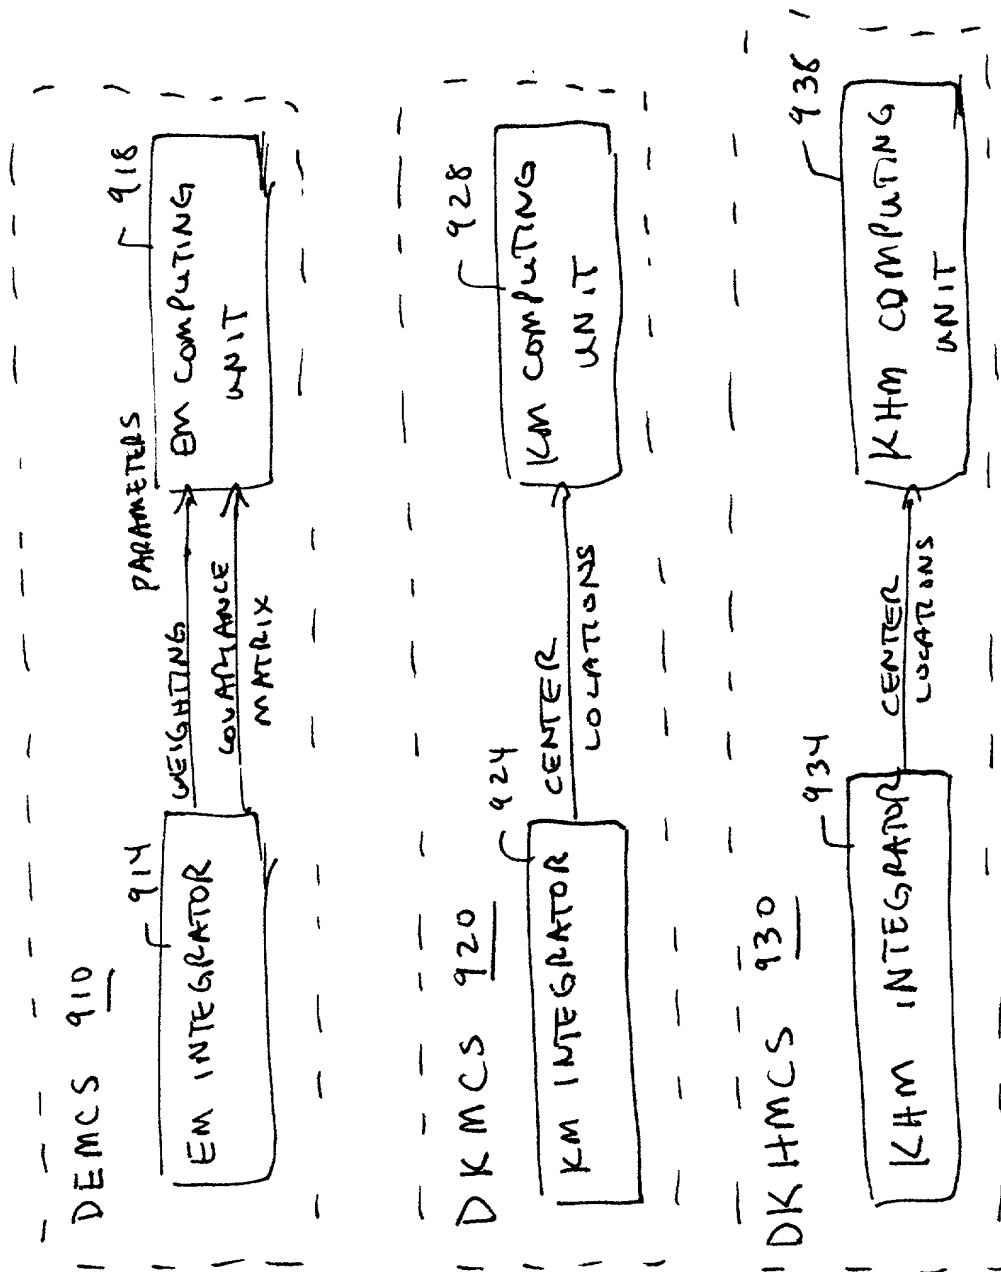 DEMCS 910
914
EM INTEGRATOR
PARAMETERS
WEIGHTING
COVARIANCE
MATRIX
918
EM COMPUTING
UNIT
DKMCS 920
924
KM INTEGRATOR
CENTER
LOCATIONS
928
KM COMPUTING
UNIT
DKHMCS 930
934
KHM INTEGRATOR
CENTER
LOCATIONS
938
KHM COMPUTING
UNIT